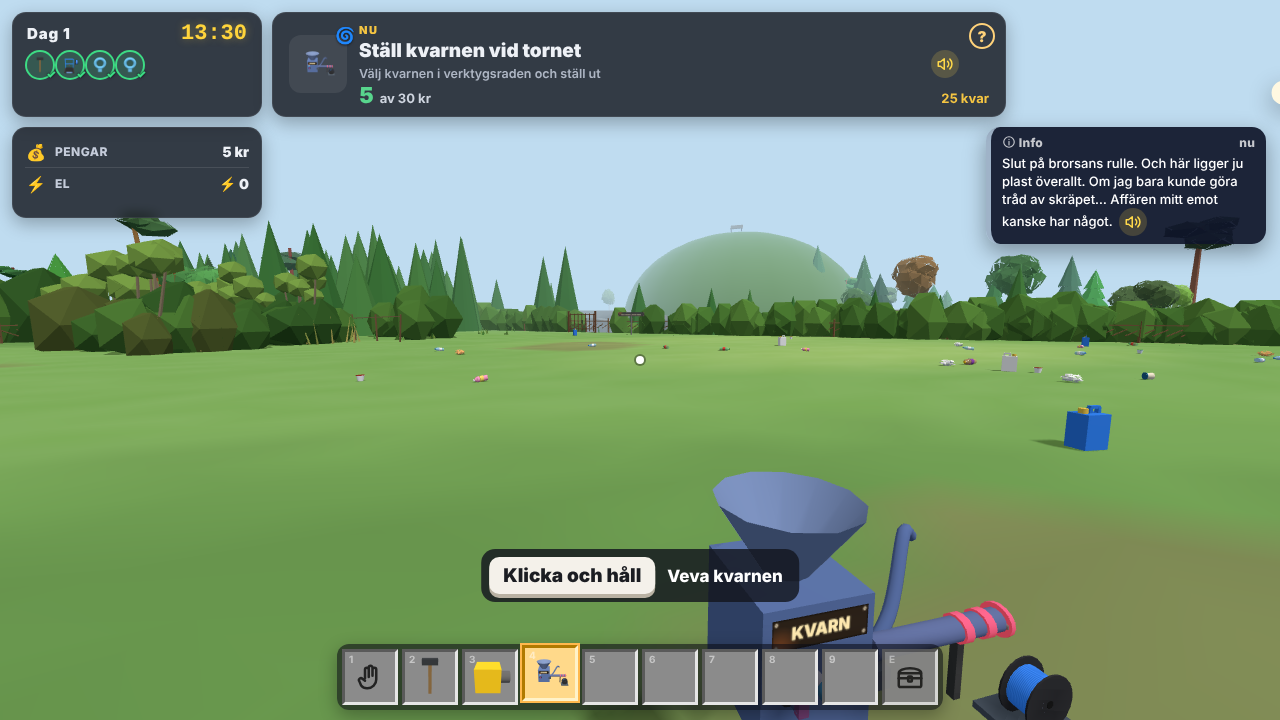 Dag 1
13:30
NU
Ställ kvarnen vid tornet
Välj kvarnen i verktygsraden och ställ ut
5 av 30 kr
25 kvar
?
PENGAR
5 kr
EL
0
Info
nu
Slut på brorsans rulle. Och här ligger ju
plast överallt. Om jag bara kunde göra
tråd av skräpet... Affären mitt emot
kanske har något.
Klicka och håll
Veva kvarnen
KVARN
1
2
3
4
5
6
7
8
9
E